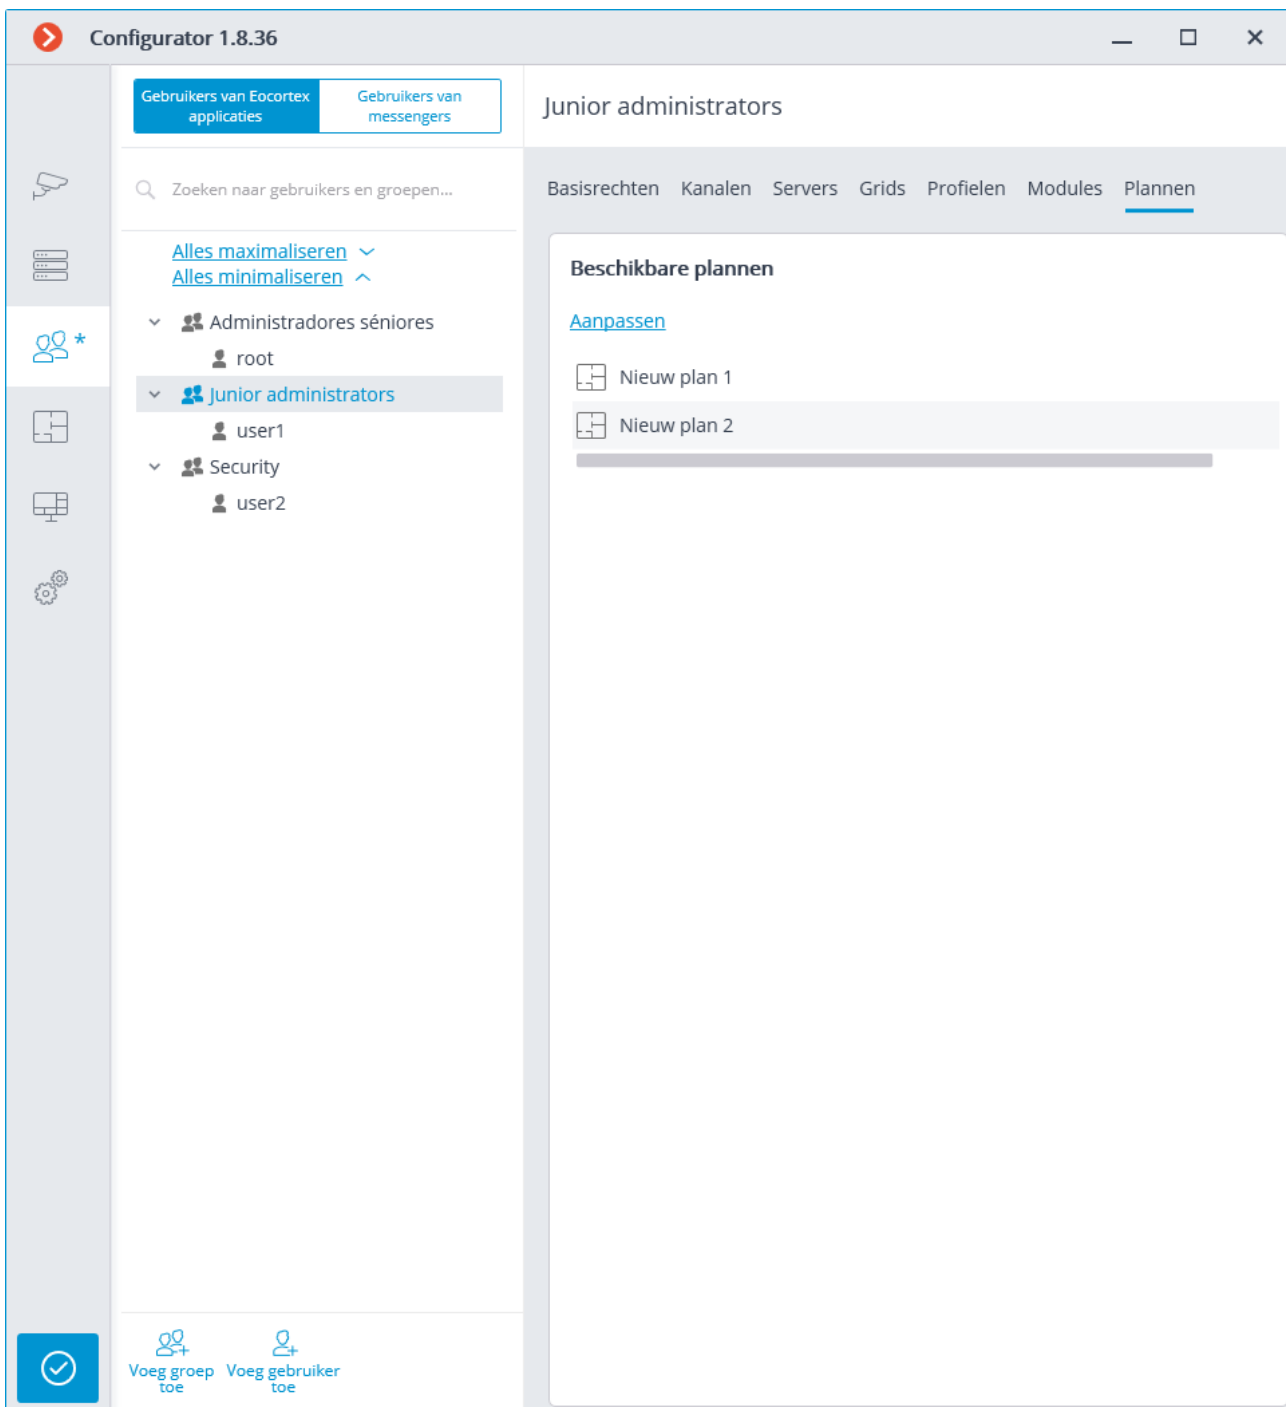 Configurator 1.8.36
Gebruikers van Eocortex
applicaties
Gebruikers van
messengers
Junior administrators
Zoeken naar gebruikers en groepen...
Basisrechten Kanalen Servers Grids Profielen Modules Plannen
Alles maximaliseren
Alles minimaliseren
Administradores séniores
root
Junior administrators
user1
Security
user2
Beschikbare plannen
Aanpassen
Nieuw plan 1
Nieuw plan 2
*
Voeg groep
toe
Voeg gebruiker
toe